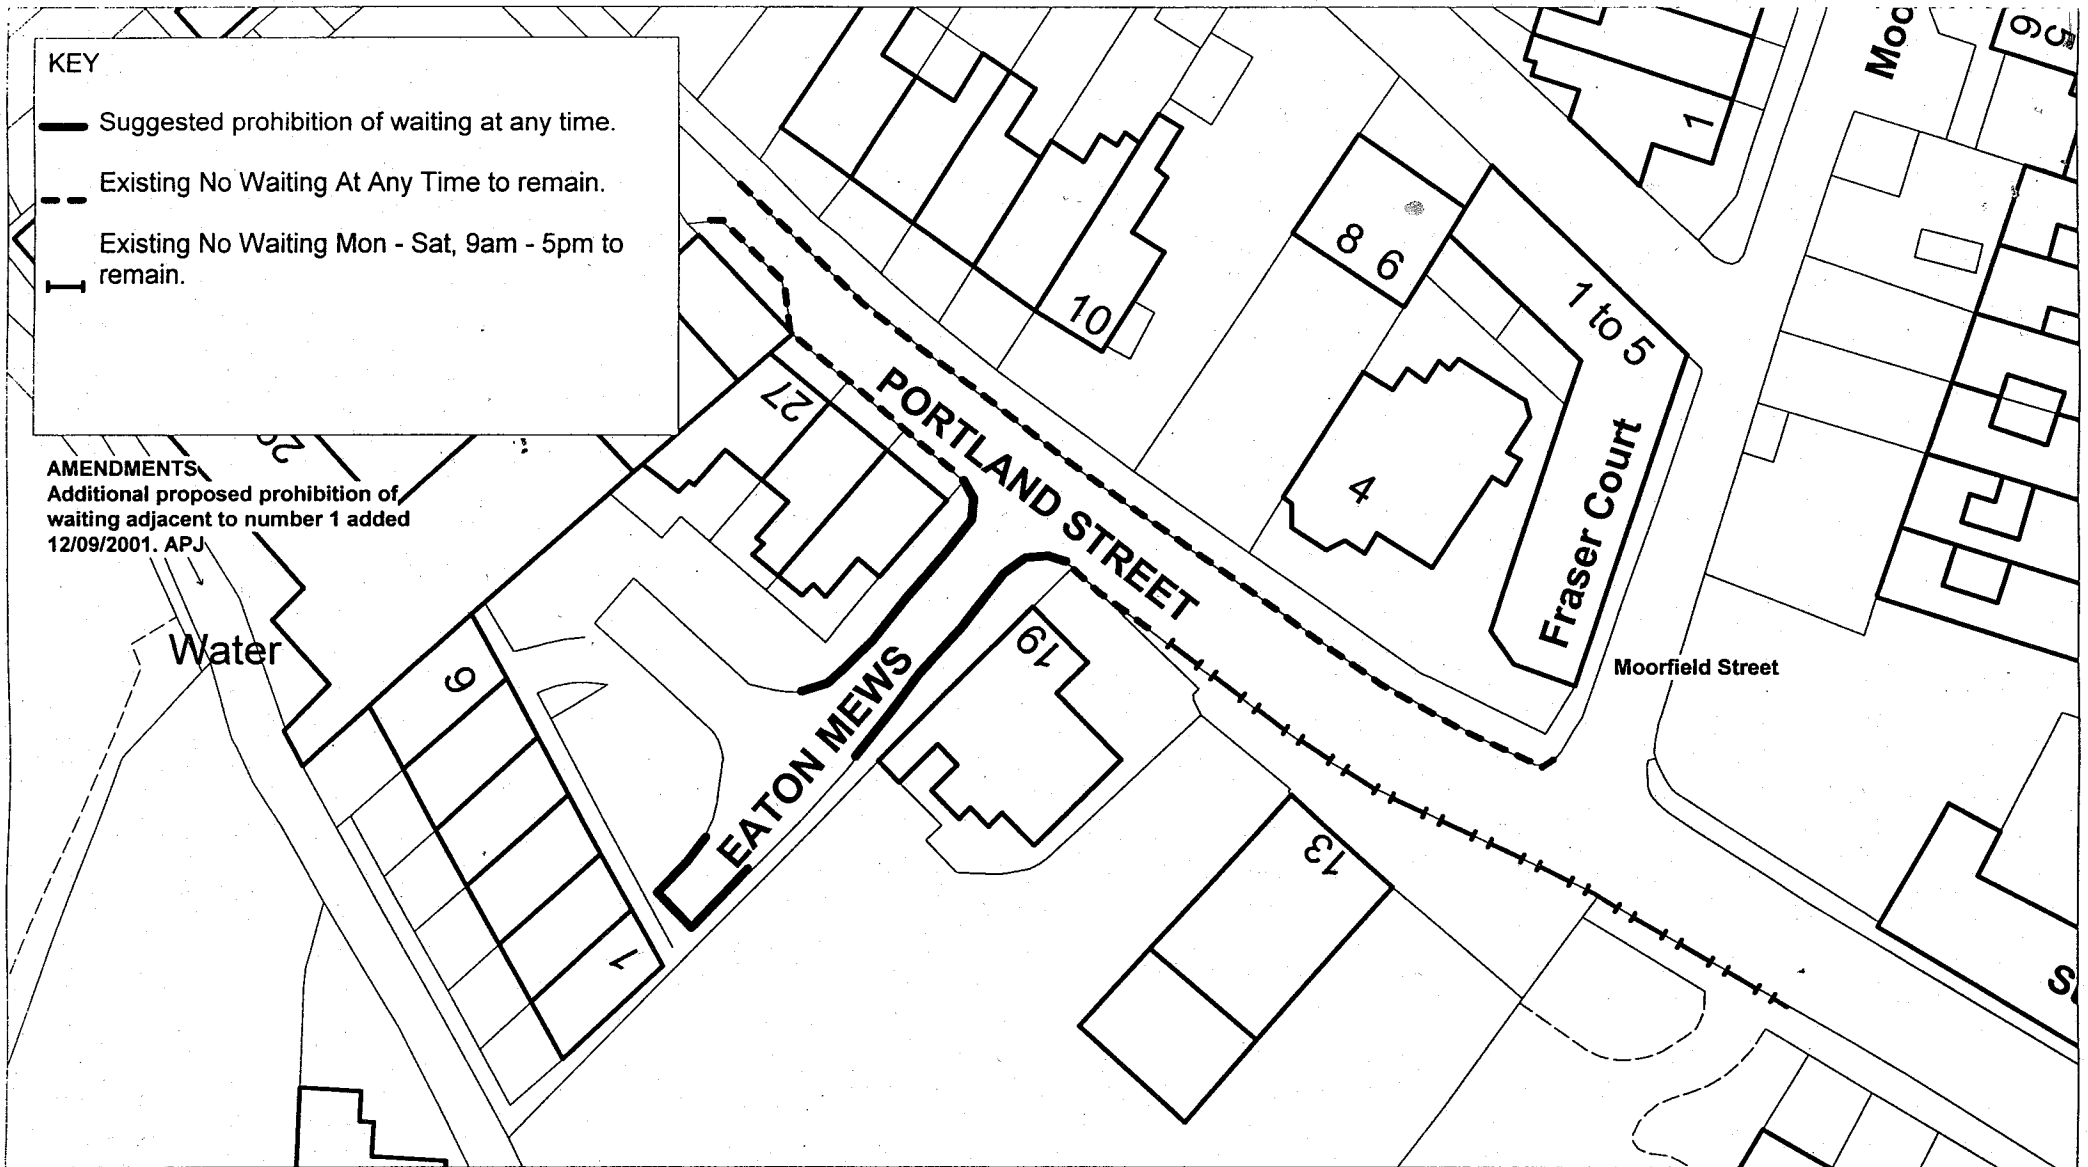 KEY
Suggested prohibition of waiting at any time.
Existing No Waiting At Any Time to remain.
Existing No Waiting Mon - Sat, 9am - 5pm to
remain.
AMENDMENTS
Additional proposed prohibition of
waiting adjacent to number 1 added
12/09/2001. APJ
Water
PORTLAND STREET
EATON MEWS
Fraser Court
1 to 5
Moorfield Street
10
8 6
4
1
6
5
27
19
13
9
1